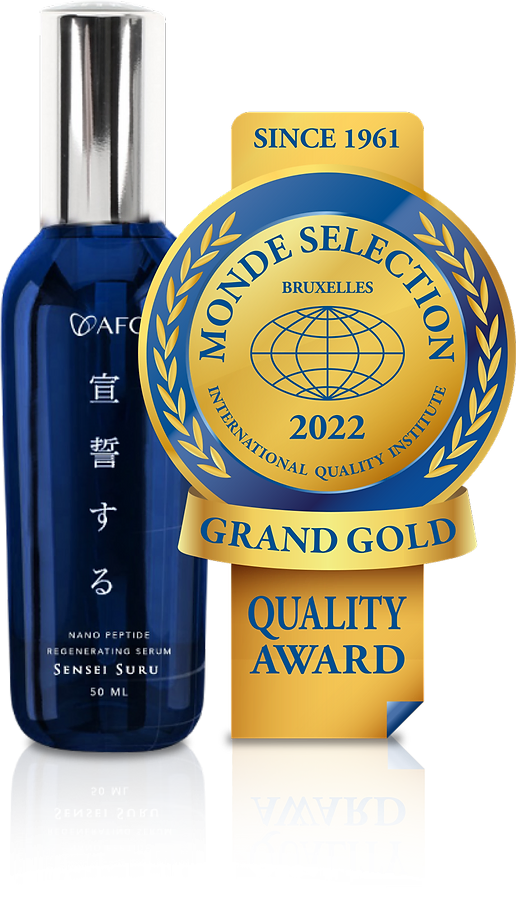 AFC
宣誓する
NANO PEPTIDE
REGENERATING SERUM
SENSEI SURU
50 ML
SINCE 1961
MONDE SELECTION
BRUXELLES
2022
INTERNATIONAL QUALITY INSTITUTE
GRAND GOLD
QUALITY
AWARD